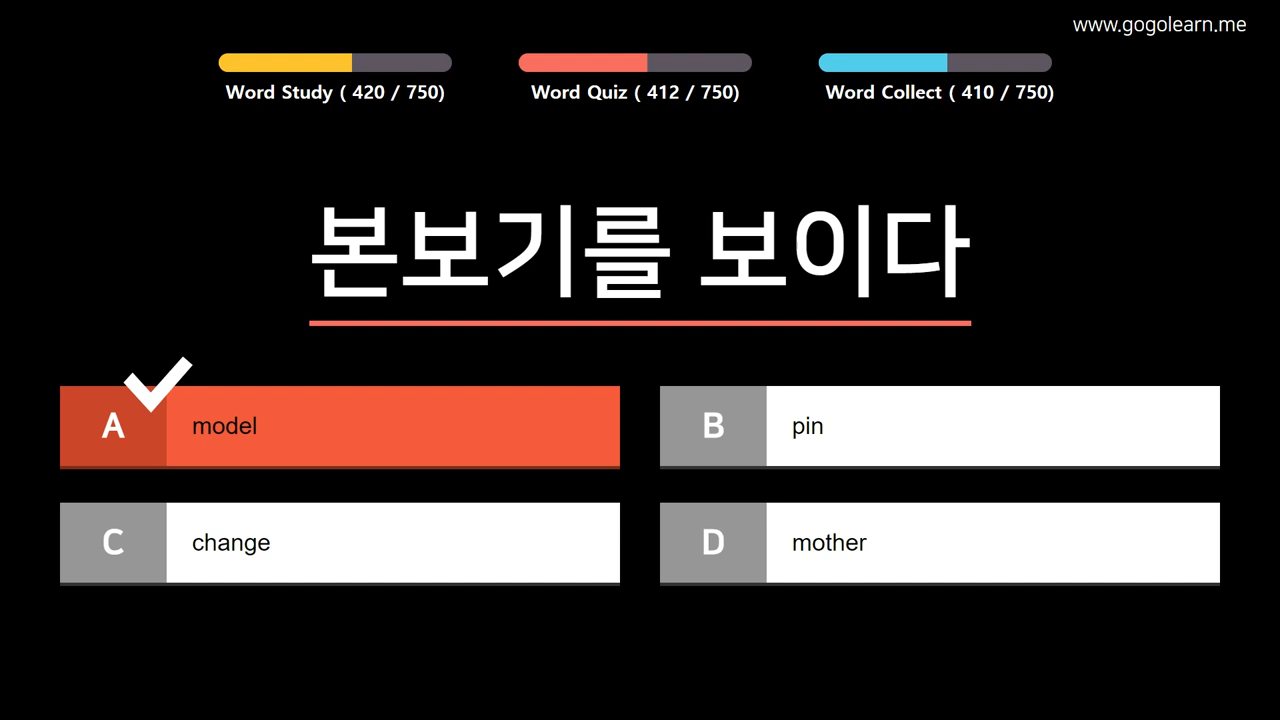 www.gogolearn.me
Word Study ( 420 / 750)
Word Quiz ( 412 / 750)
Word Collect ( 410 / 750)
본보기를 보이다
A model
B pin
C change
D mother